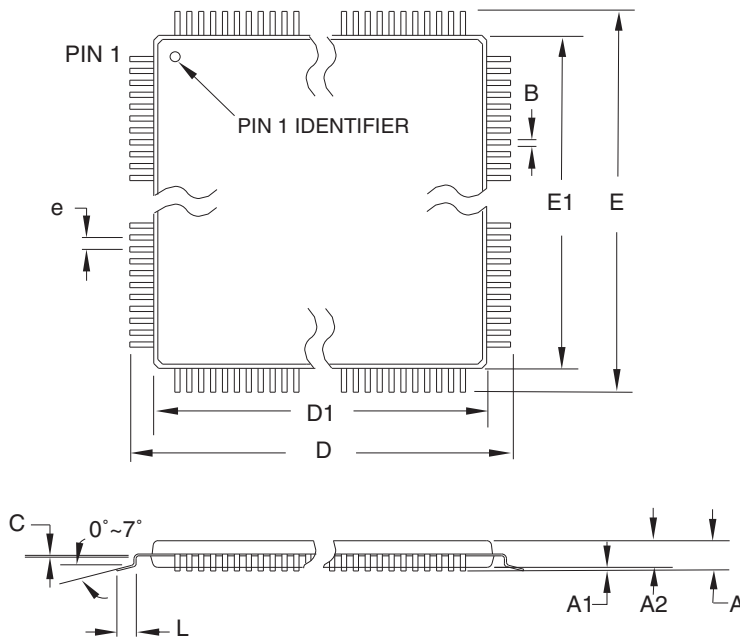 PIN 1
B
PIN 1 IDENTIFIER
e
E1
E
D1
D
C
0°~7°
A1
A2
A
L